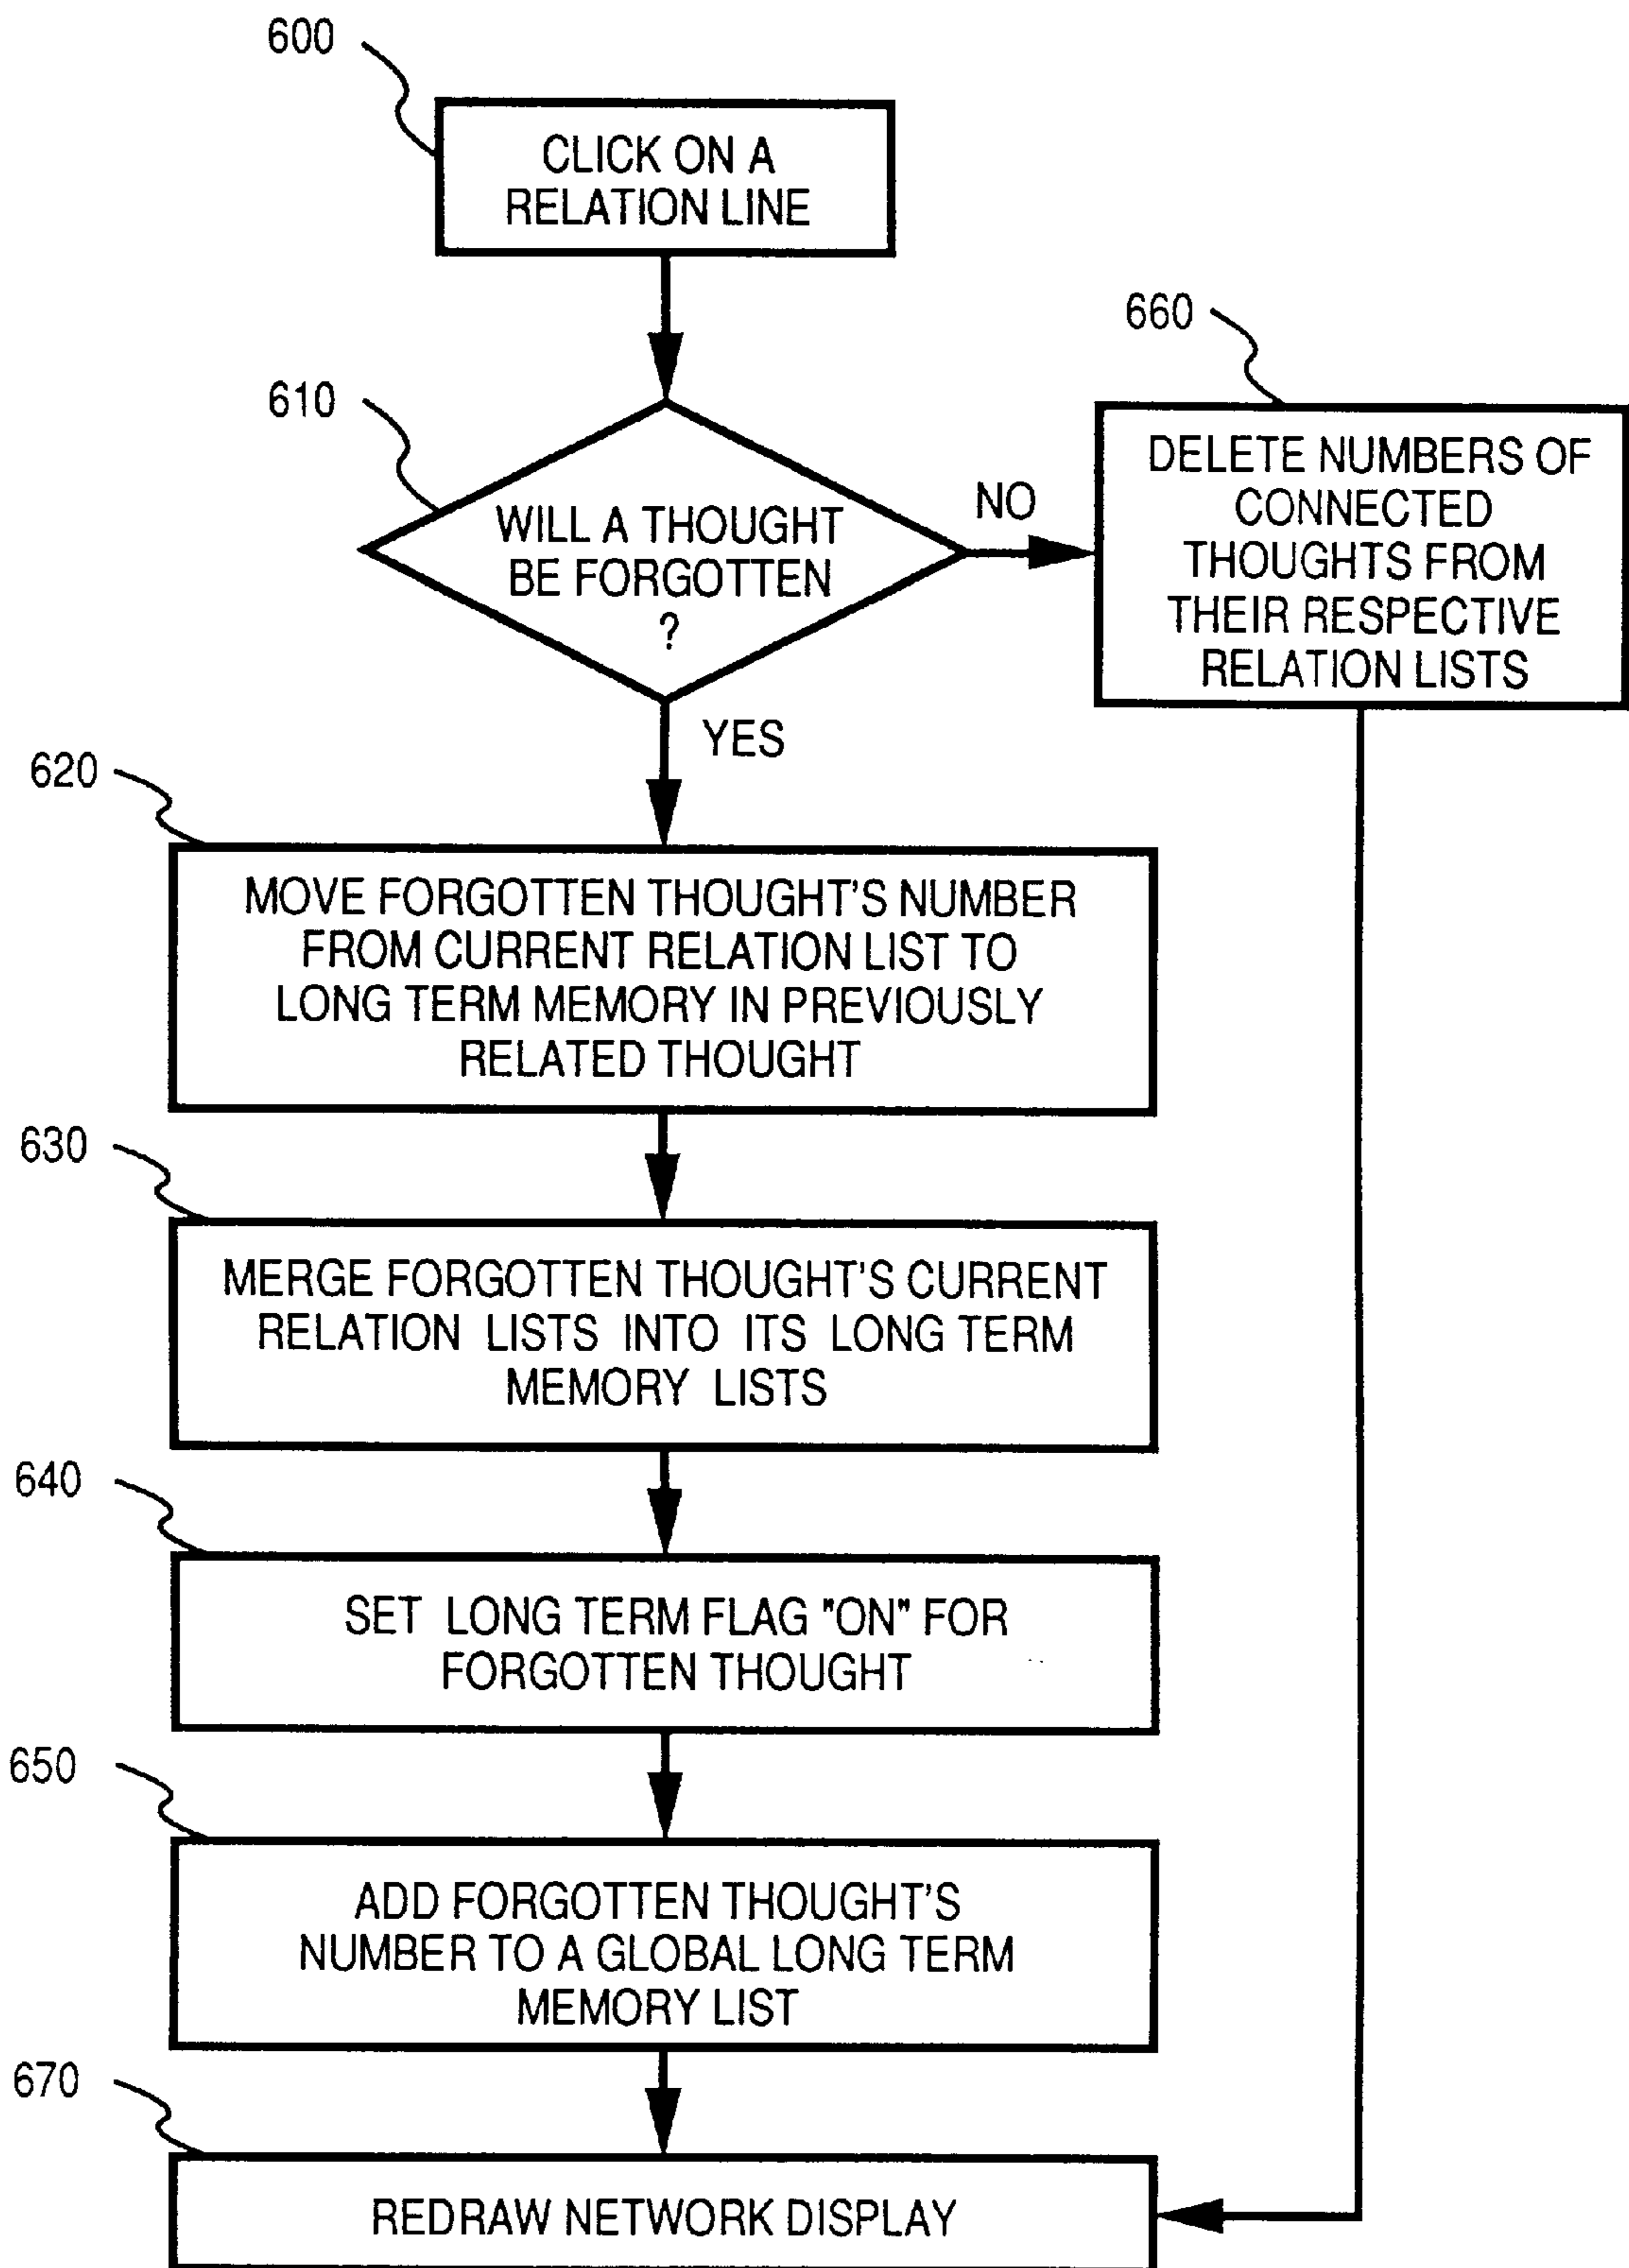 600
CLICK ON A
RELATION LINE
660
DELETE NUMBERS OF
CONNECTED
THOUGHTS FROM
THEIR RESPECTIVE
RELATION LISTS
610
WILL A THOUGHT
BE FORGOTTEN
?
NO
YES
620
MOVE FORGOTTEN THOUGHT'S NUMBER
FROM CURRENT RELATION LIST TO
LONG TERM MEMORY IN PREVIOUSLY
RELATED THOUGHT
630
MERGE FORGOTTEN THOUGHT'S CURRENT
RELATION LISTS INTO ITS LONG TERM
MEMORY LISTS
640
SET LONG TERM FLAG "ON" FOR
FORGOTTEN THOUGHT
650
ADD FORGOTTEN THOUGHT'S
NUMBER TO A GLOBAL LONG TERM
MEMORY LIST
670
REDRAW NETWORK DISPLAY